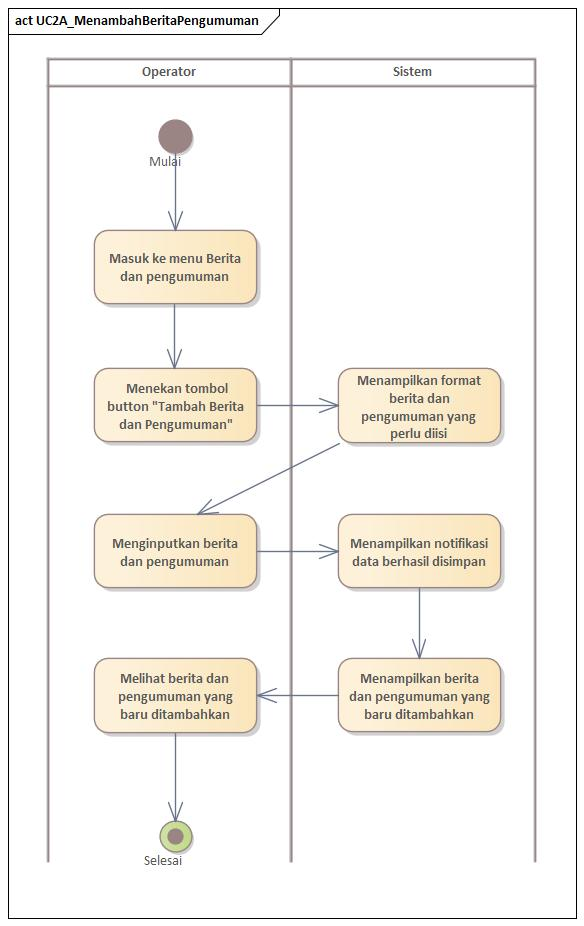 act UC2A_MenambahBeritaPengumuman
Operator
Sistem
Mulai
Masuk ke menu Berita
dan pengumuman
Menekan tombol
button "Tambah Berita
dan Pengumuman"
Menampilkan format
berita dan
pengumuman yang
perlu diisi
Menginputkan berita
dan pengumuman
Menampilkan notifikasi
data berhasil disimpan
Menampilkan berita
dan pengumuman yang
baru ditambahkan
Melihat berita dan
pengumuman yang
baru ditambahkan
Selesai